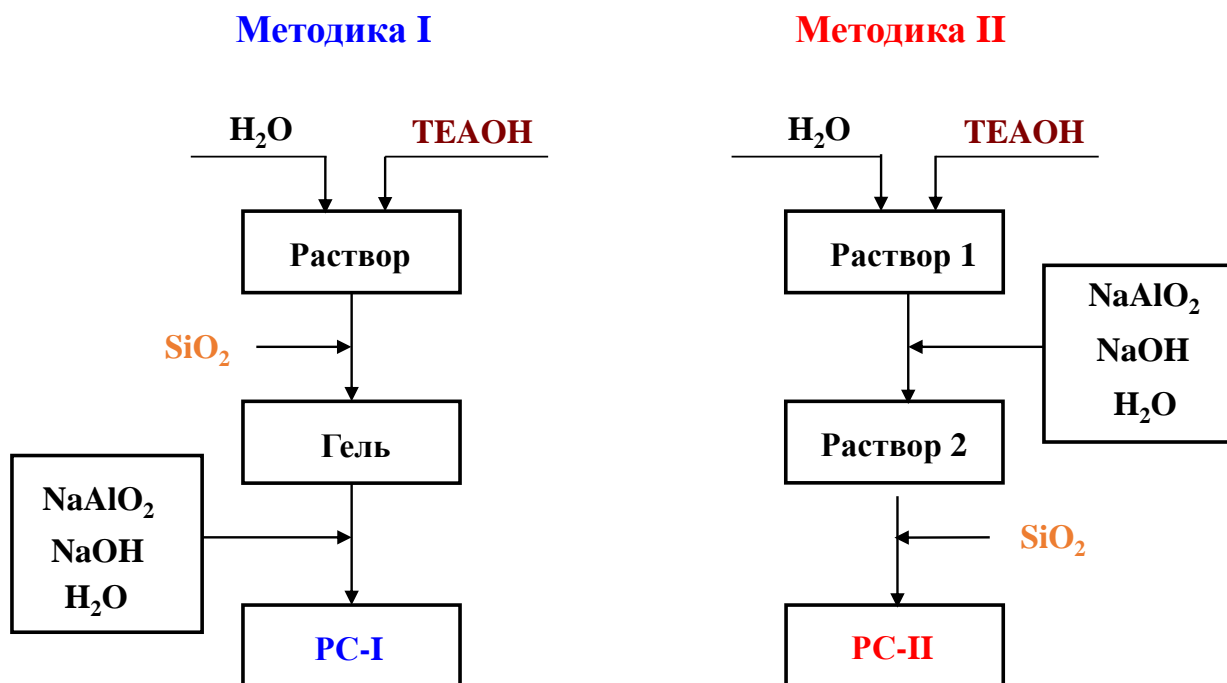 Методика I
H₂O
TEAOH
Раствор
SiO₂
Гель
NaAlO₂
NaOH
H₂O
РС-I
Методика II
H₂O
TEAOH
Раствор 1
NaAlO₂
NaOH
H₂O
Раствор 2
SiO₂
РС-II